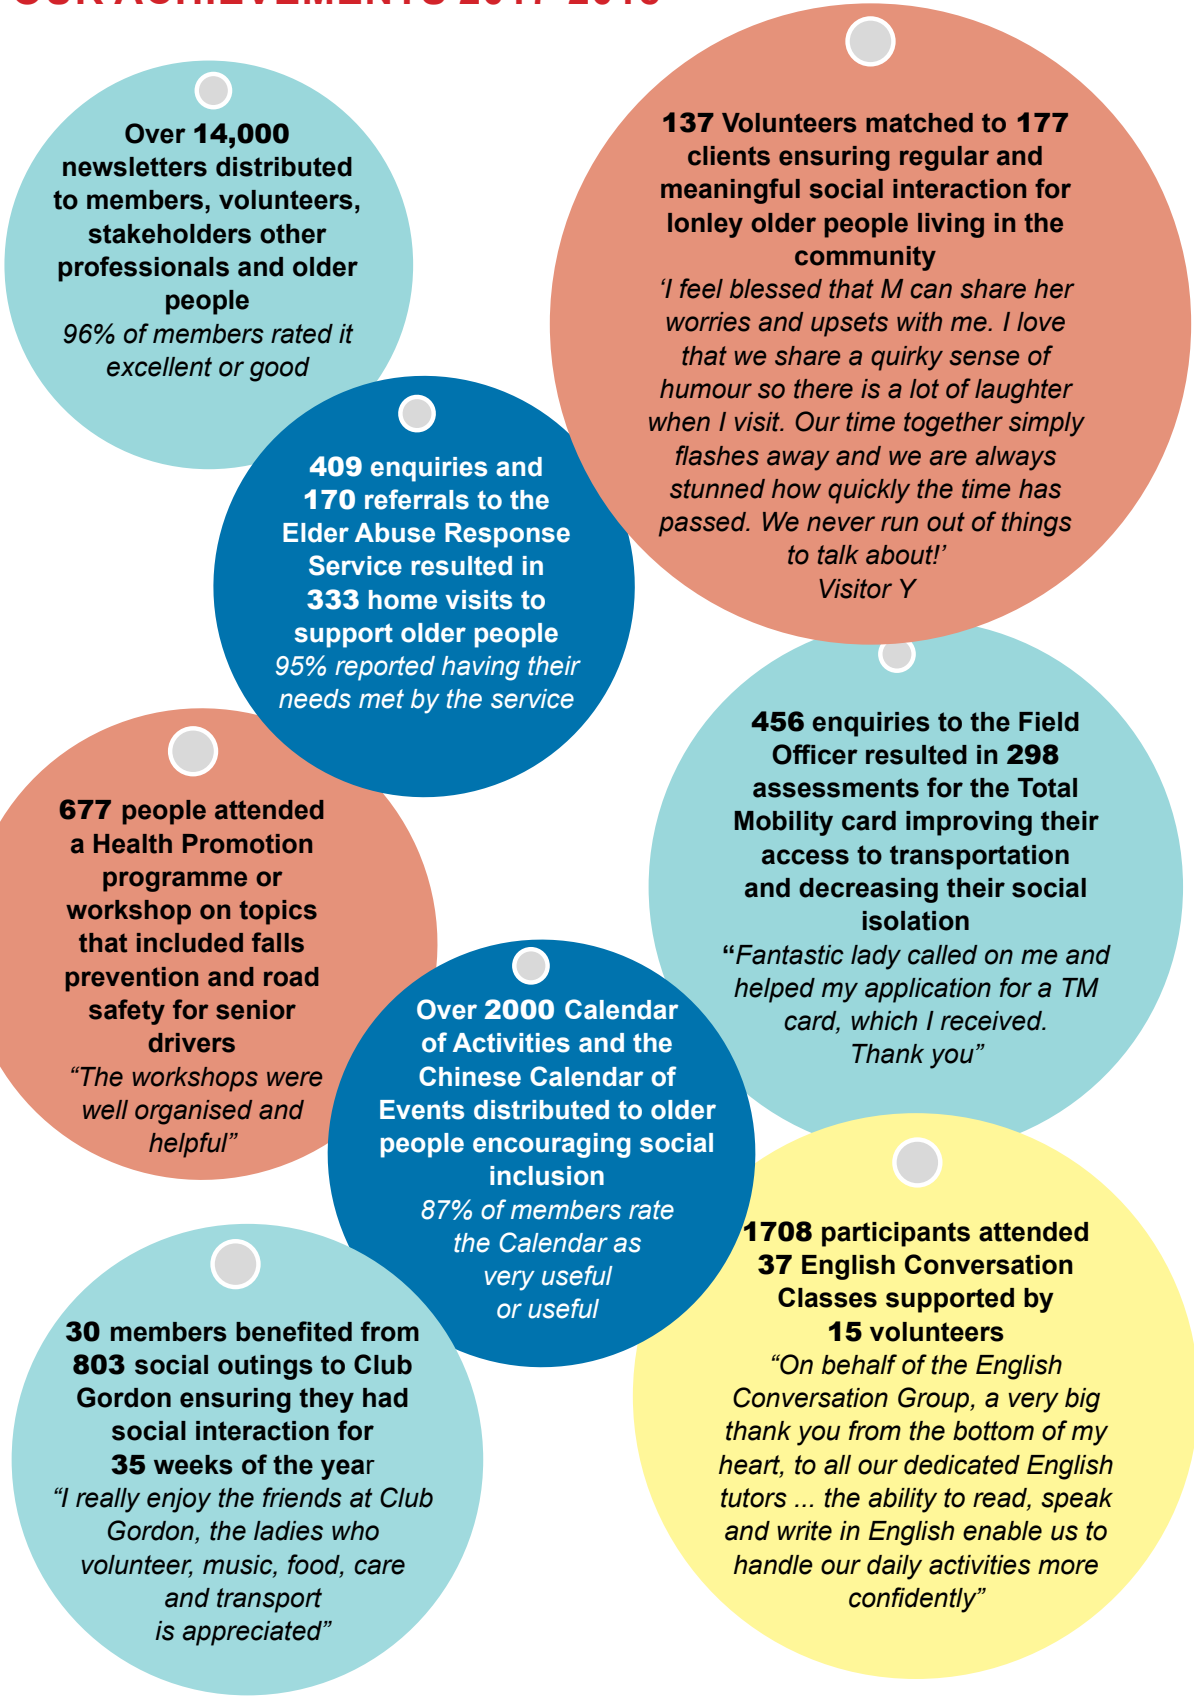 OUR ACHIEVEMENTS 2017-2018
Over 14,000
newsletters distributed
to members, volunteers,
stakeholders other
professionals and older
people
96% of members rated it
excellent or good
137 Volunteers matched to 177
clients ensuring regular and
meaningful social interaction for
lonley older people living in the
community
‘I feel blessed that M can share her
worries and upsets with me. I love
that we share a quirky sense of
humour so there is a lot of laughter
when I visit. Our time together simply
flashes away and we are always
stunned how quickly the time has
passed. We never run out of things
to talk about!’
Visitor Y
409 enquiries and
170 referrals to the
Elder Abuse Response
Service resulted in
333 home visits to
support older people
95% reported having their
needs met by the service
456 enquiries to the Field
Officer resulted in 298
assessments for the Total
Mobility card improving their
access to transportation
and decreasing their social
isolation
“Fantastic lady called on me and
helped my application for a TM
card, which I received.
Thank you”
677 people attended
a Health Promotion
programme or
workshop on topics
that included falls
prevention and road
safety for senior
drivers
“The workshops were
well organised and
helpful”
Over 2000 Calendar
of Activities and the
Chinese Calendar of
Events distributed to older
people encouraging social
inclusion
87% of members rate
the Calendar as
very useful
or useful
1708 participants attended
37 English Conversation
Classes supported by
15 volunteers
“On behalf of the English
Conversation Group, a very big
thank you from the bottom of my
heart, to all our dedicated English
tutors ... the ability to read, speak
and write in English enable us to
handle our daily activities more
confidently”
30 members benefited from
803 social outings to Club
Gordon ensuring they had
social interaction for
35 weeks of the year
“I really enjoy the friends at Club
Gordon, the ladies who
volunteer, music, food, care
and transport
is appreciated”